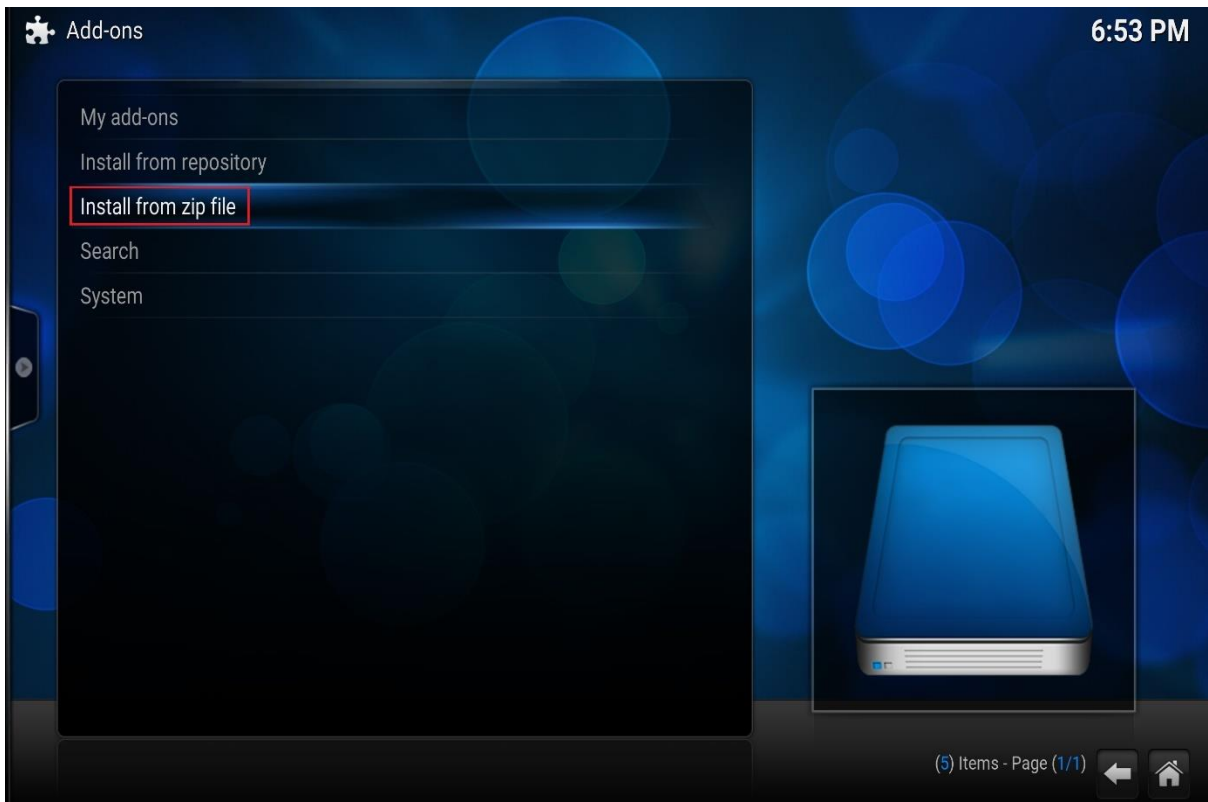 Add-ons
6:53 PM
My add-ons
Install from repository
Install from zip file
Search
System
(5) Items - Page (1/1)